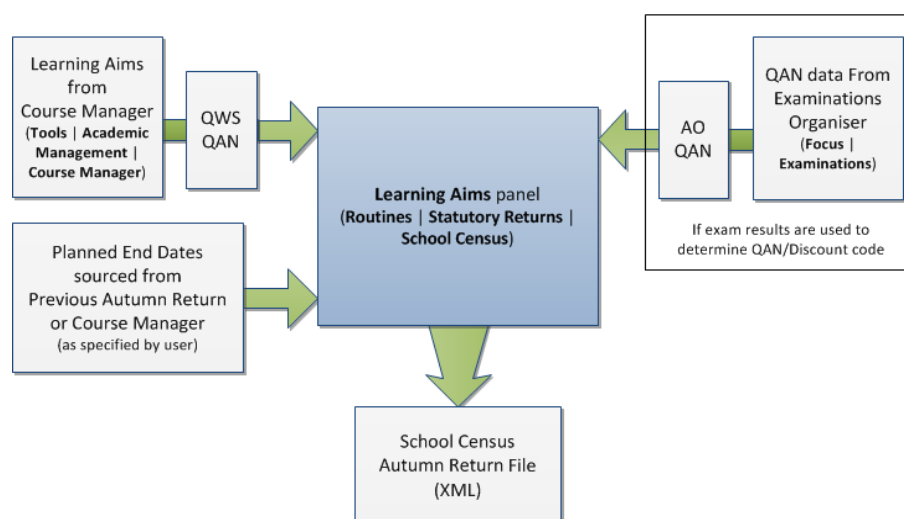 Learning Aims
from
Course Manager
(Tools | Academic
Management |
Course Manager)
QWS
QAN
Learning Aims panel
(Routines | Statutory Returns |
School Census)
AO
QAN
QAN data From
Examinations
Organiser
(Focus |
Examinations)
If exam results are used to
determine QAN/Discount code
Planned End Dates
sourced from
Previous Autumn Return
or Course Manager
(as specified by user)
School Census
Autumn Return File
(XML)